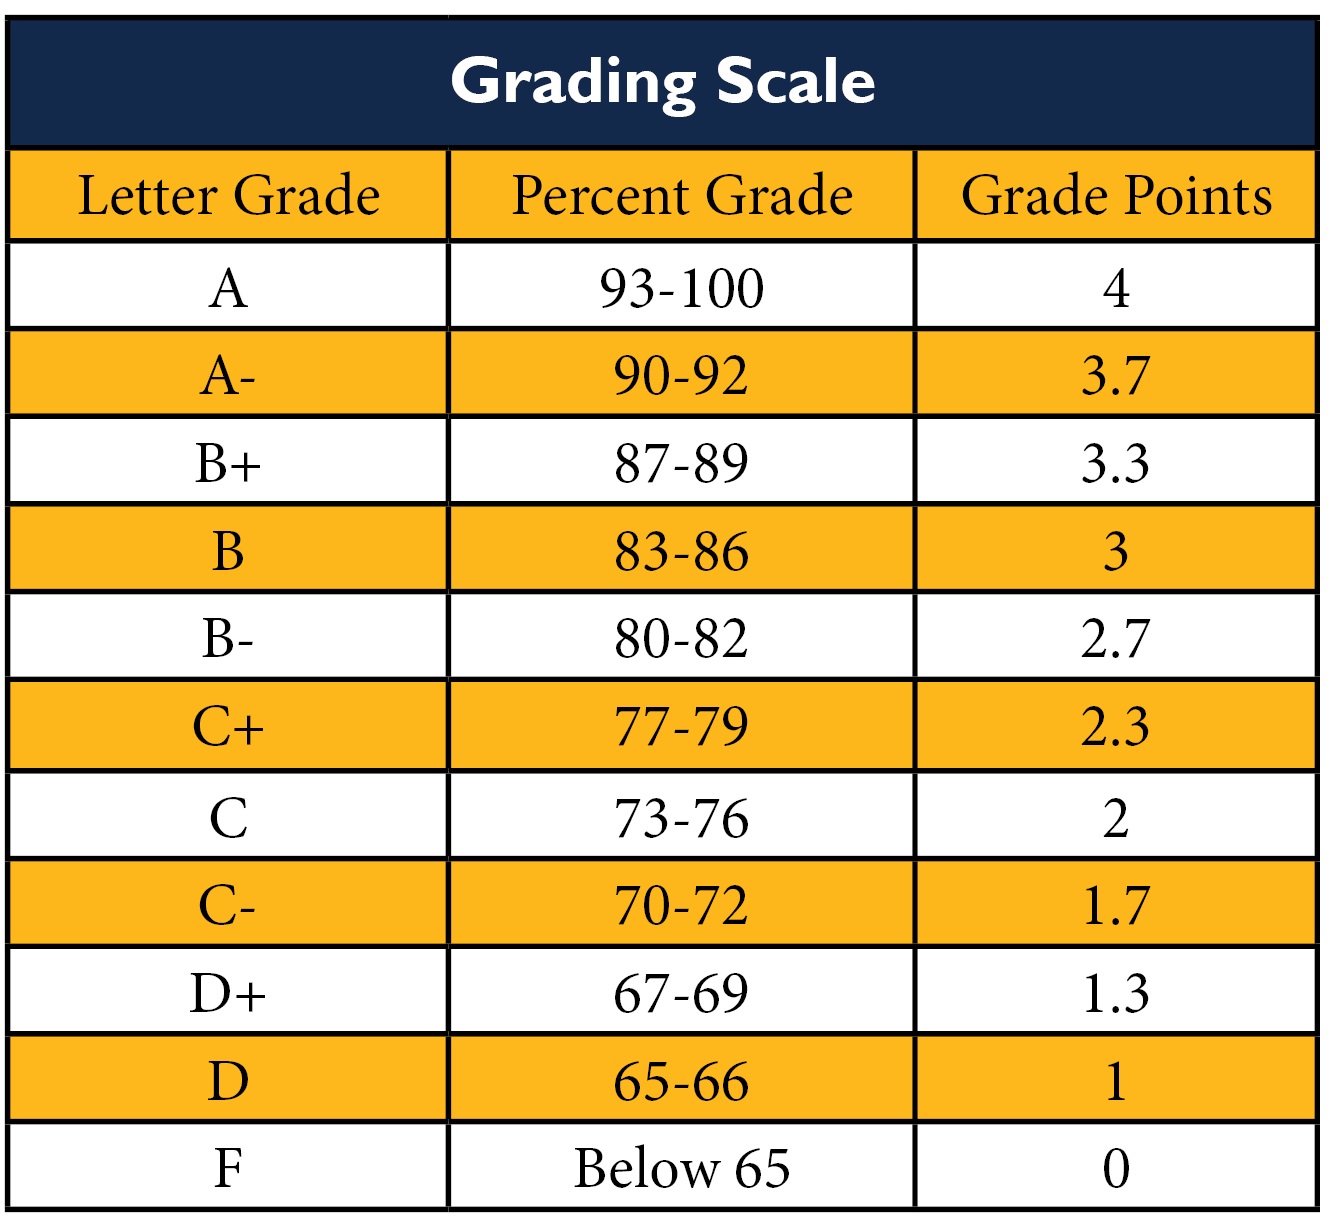 Grading Scale
Letter Grade Percent Grade Grade Points
A 93-100 4
A- 90-92 3.7
B+ 87-89 3.3
B 83-86 3
B- 80-82 2.7
C+ 77-79 2.3
C 73-76 2
C- 70-72 1.7
D+ 67-69 1.3
D 65-66 1
F Below 65 0